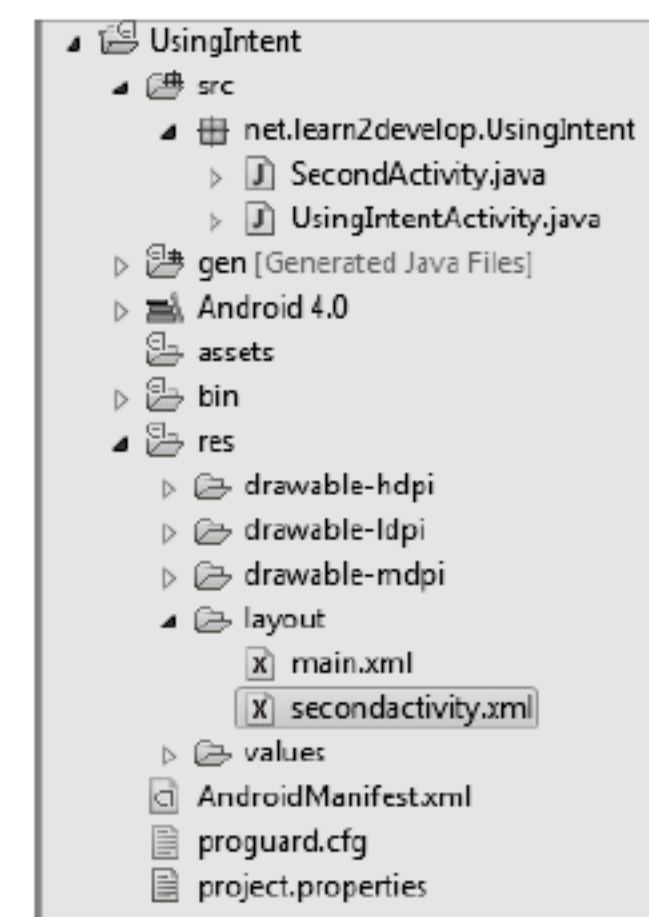 UsingIntent
src
net.learn2develop.UsingIntent
J SecondActivity.java
J UsingIntentActivity.java
gen [Generated Java Files]
Android 4.0
assets
bin
res
drawable-hdpi
drawable-ldpi
drawable-mdpi
layout
X main.xml
X secondactivity.xml
values
a AndroidManifest.xml
proguard.cfg
project.properties